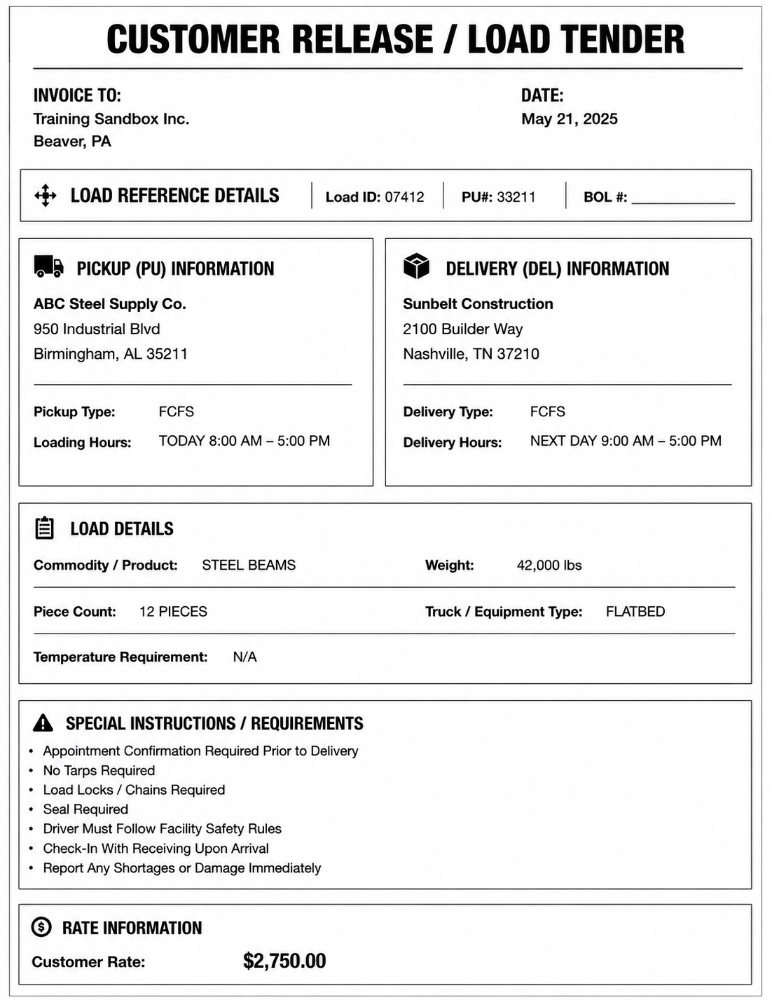 CUSTOMER RELEASE / LOAD TENDER
INVOICE TO:
Training Sandbox Inc.
Beaver, PA
DATE:
May 21, 2025
LOAD REFERENCE DETAILS
Load ID: 07412
PU#: 33211
BOL #: ______________
PICKUP (PU) INFORMATION
ABC Steel Supply Co.
950 Industrial Blvd
Birmingham, AL 35211
Pickup Type: FCFS
Loading Hours: TODAY 8:00 AM – 5:00 PM
DELIVERY (DEL) INFORMATION
Sunbelt Construction
2100 Builder Way
Nashville, TN 37210
Delivery Type: FCFS
Delivery Hours: NEXT DAY 9:00 AM – 5:00 PM
LOAD DETAILS
Commodity / Product: STEEL BEAMS
Weight: 42,000 lbs
Piece Count: 12 PIECES
Truck / Equipment Type: FLATBED
Temperature Requirement: N/A
SPECIAL INSTRUCTIONS / REQUIREMENTS
• Appointment Confirmation Required Prior to Delivery
• No Tarps Required
• Load Locks / Chains Required
• Seal Required
• Driver Must Follow Facility Safety Rules
• Check-In With Receiving Upon Arrival
• Report Any Shortages or Damage Immediately
RATE INFORMATION
Customer Rate: $2,750.00